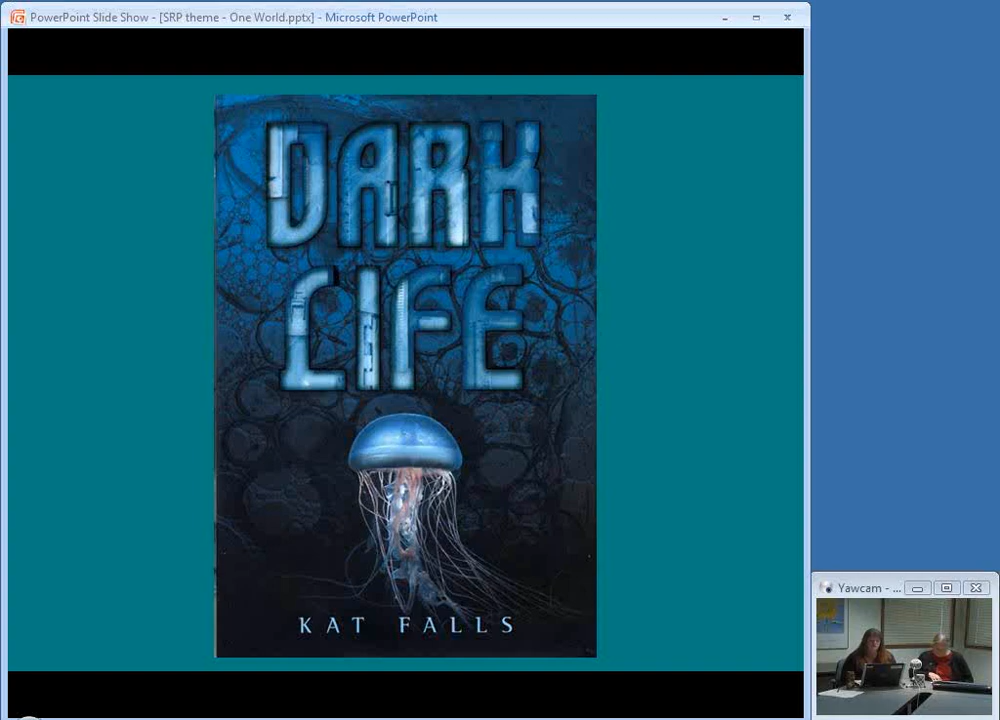 PowerPoint Slide Show - [SRP theme - One World.pptx] - Microsoft PowerPoint
DARK
LIFE
KAT FALLS
Yawcam - ...